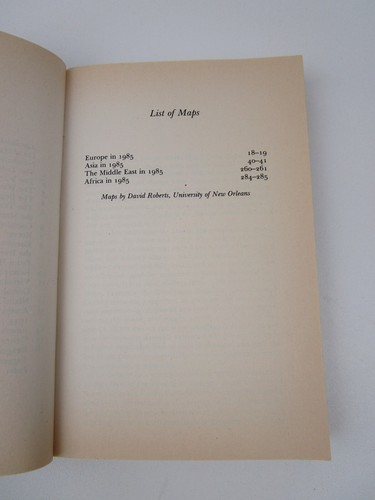 List of Maps
Europe in 1985 18–19
Asia in 1985 40–41
The Middle East in 1985 260–261
Africa in 1985 284–285
Maps by David Roberts, University of New Orleans